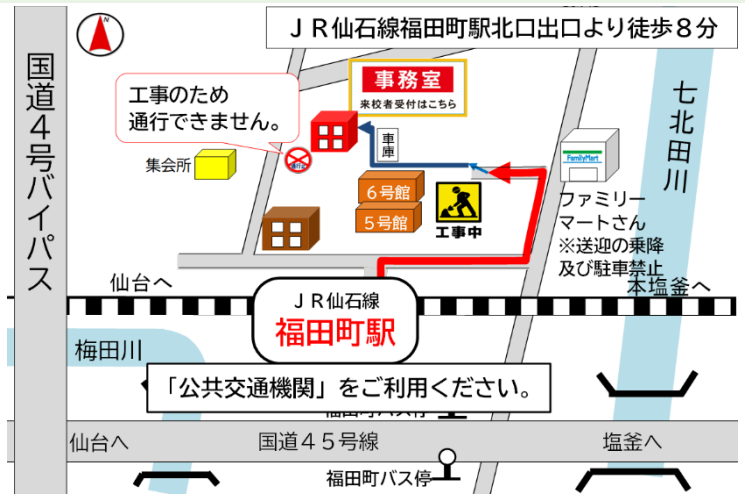 N
ＪＲ仙石線福田町駅北口出口より徒歩８分
国道４号バイパス
工事のため
通行できません。
事務室
来校者受付はこちら
車庫
七北田川
集会所
６号館
５号館
工事中
FamilyMart
ファミリー
マートさん
※送迎の乗降
及び駐車禁止
仙台へ
本塩釜へ
ＪＲ仙石線
福田町駅
梅田川
「公共交通機関」をご利用ください。
福田町バス停
仙台へ
国道４５号線
塩釜へ
福田町バス停